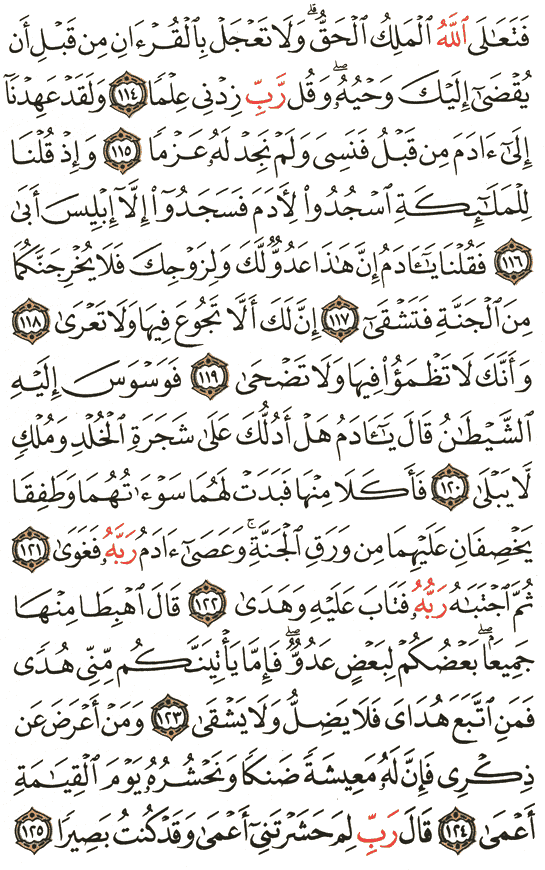 فَتَعَٰلَى ٱللَّهُ ٱلْمَلِكُ ٱلْحَقُّ ۗ وَلَا تَعْجَلْ بِٱلْقُرْءَانِ مِن قَبْلِ أَن
يُقْضَىٰٓ إِلَيْكَ وَحْيُهُۥ ۖ وَقُل رَّبِّ زِدْنِى عِلْمًا ١١٤ وَلَقَدْ عَهِدْنَآ
إِلَىٰٓ ءَادَمَ مِن قَبْلُ فَنَسِىَ وَلَمْ نَجِدْ لَهُۥ عَزْمًا ١١٥ وَإِذْ قُلْنَا
لِلْمَلَٰٓئِكَةِ ٱسْجُدُوا۟ لِءَادَمَ فَسَجَدُوٓا۟ إِلَّآ إِبْلِيسَ أَبَىٰ
١١٦ فَقُلْنَا يَٰٓـَٔادَمُ إِنَّ هَٰذَا عَدُوٌّ لَّكَ وَلِزَوْجِكَ فَلَا يُخْرِجَنَّكُمَا
مِنَ ٱلْجَنَّةِ فَتَشْقَىٰٓ ١١٧ إِنَّ لَكَ أَلَّا تَجُوعَ فِيهَا وَلَا تَعْرَىٰ ١١٨
وَأَنَّكَ لَا تَظْمَؤُا۟ فِيهَا وَلَا تَضْحَىٰ ١١٩ فَوَسْوَسَ إِلَيْهِ
ٱلشَّيْطَٰنُ قَالَ يَٰٓـَٔادَمُ هَلْ أَدُلُّكَ عَلَىٰ شَجَرَةِ ٱلْخُلْدِ وَمُلْكٍ
لَّا يَبْلَىٰ ١٢٠ فَأَكَلَا مِنْهَا فَبَدَتْ لَهُمَا سَوْءَٰتُهُمَا وَطَفِقَا
يَخْصِفَانِ عَلَيْهِمَا مِن وَرَقِ ٱلْجَنَّةِ ۚ وَعَصَىٰٓ ءَادَمُ رَبَّهُۥ فَغَوَىٰ ١٢١
ثُمَّ ٱجْتَبَٰهُ رَبُّهُۥ فَتَابَ عَلَيْهِ وَهَدَىٰ ١٢٢ قَالَ ٱهْبِطَا مِنْهَا
جَمِيعًۢا ۖ بَعْضُكُمْ لِبَعْضٍ عَدُوٌّ ۖ فَإِمَّا يَأْتِيَنَّكُم مِّنِّى هُدًى
فَمَنِ ٱتَّبَعَ هُدَاىَ فَلَا يَضِلُّ وَلَا يَشْقَىٰ ١٢٣ وَمَنْ أَعْرَضَ عَن
ذِكْرِى فَإِنَّ لَهُۥ مَعِيشَةً ضَنكًا وَنَحْشُرُهُۥ يَوْمَ ٱلْقِيَٰمَةِ
أَعْمَىٰ ١٢٤ قَالَ رَبِّ لِمَ حَشَرْتَنِىٓ أَعْمَىٰ وَقَدْ كُنتُ بَصِيرًا ١٢٥